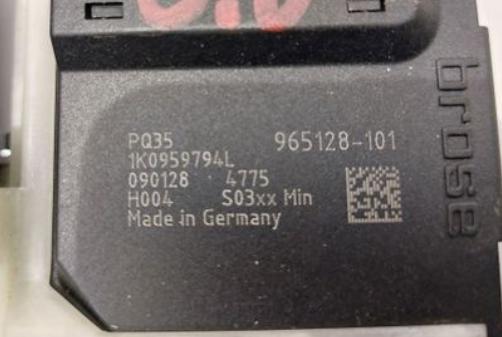 PQ35 965128-101
1K0959794L
090128 4775
H004 S03xx Min
Made in Germany
brose